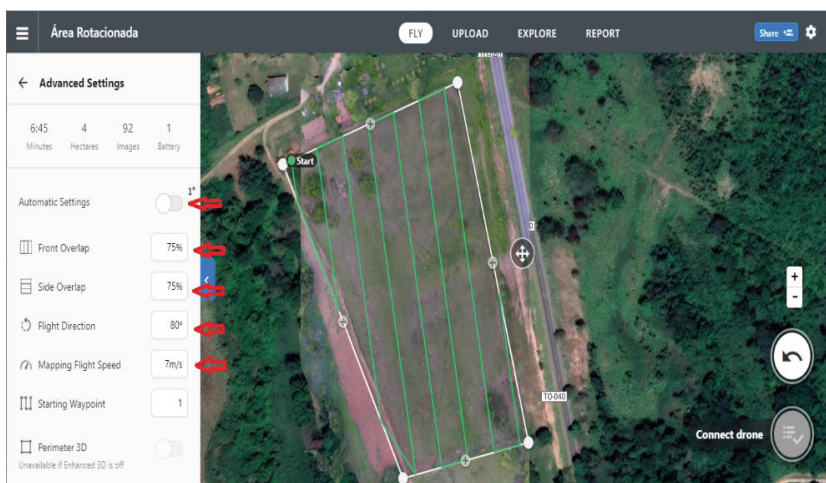 Área Rotacionada
FLY UPLOAD EXPLORE REPORT
Share
Advanced Settings
6:45 4 92 1
Minutes Hectares Images Battery
Automatic Settings 1°
Front Overlap 75%
Side Overlap 75%
Flight Direction 80°
Mapping Flight Speed 7m/s
Starting Waypoint 1
Perimeter 3D
Unavailable if Enhanced 3D is off
Start
TO-040
+
-
Connect drone